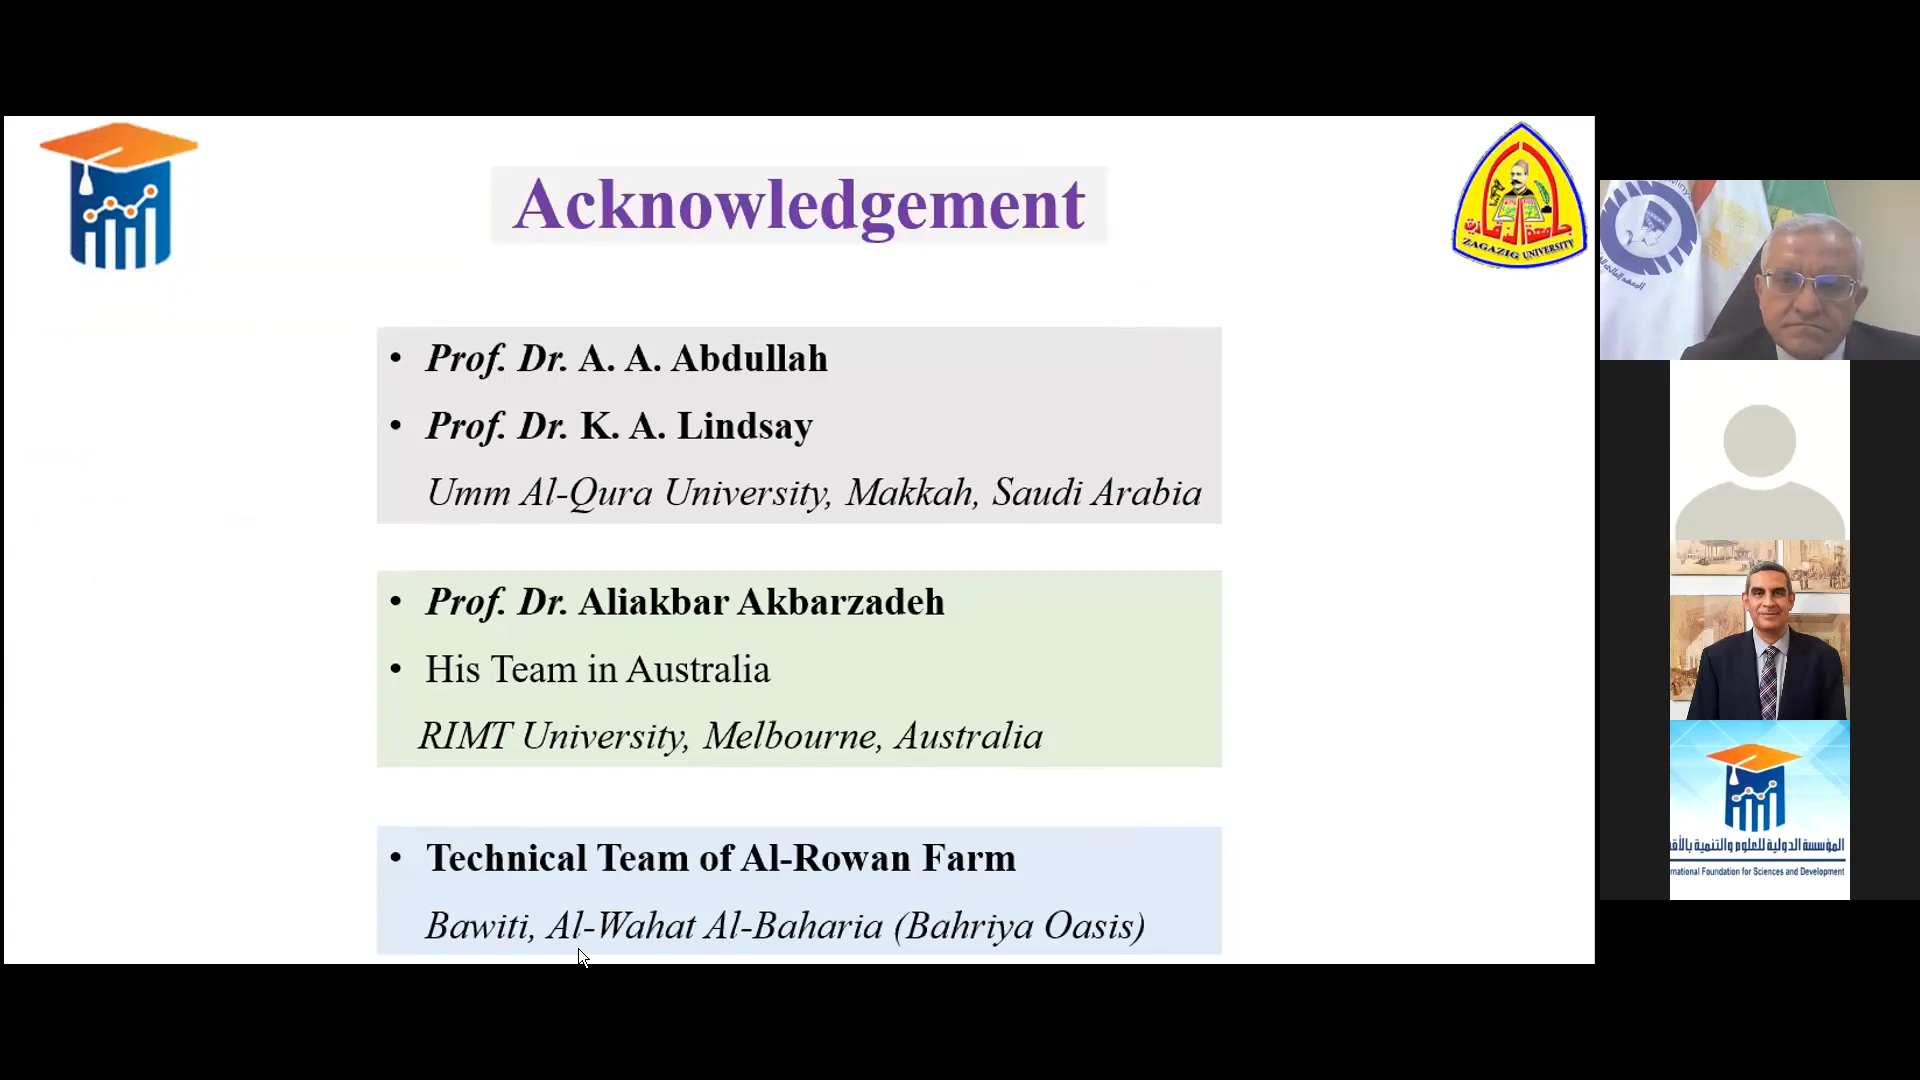 Acknowledgement
جامعة الزقازيق
ZAGAZIG UNIVERSITY
• Prof. Dr. A. A. Abdullah
• Prof. Dr. K. A. Lindsay
Umm Al-Qura University, Makkah, Saudi Arabia
• Prof. Dr. Aliakbar Akbarzadeh
• His Team in Australia
RIMT University, Melbourne, Australia
• Technical Team of Al-Rowan Farm
Bawiti, Al-Wahat Al-Baharia (Bahriya Oasis)
المؤسسة الدولية للعلوم والتنمية
Foundation for Sciences and Development